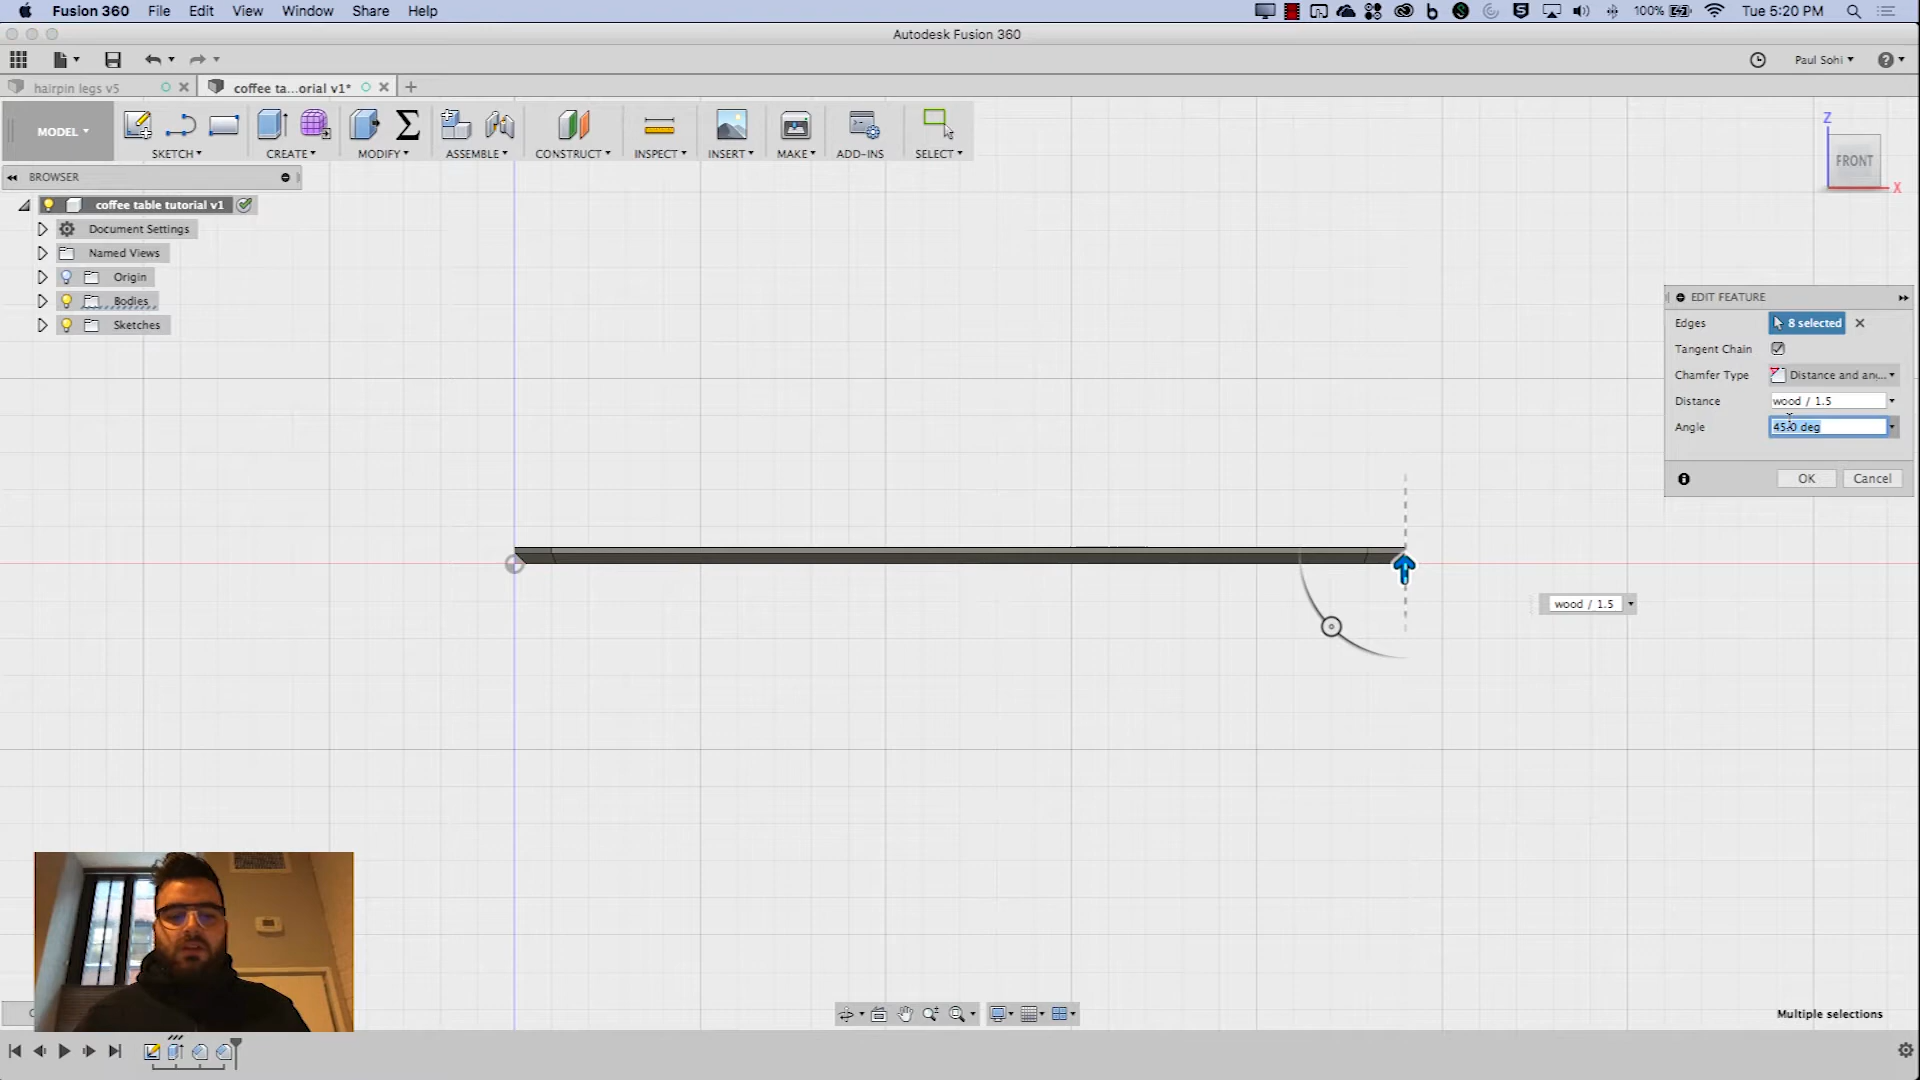 Fusion 360 File Edit View Window Share Help 100% Tue 5:20 PM
Autodesk Fusion 360
Paul Sohi
hairpin legs v5 coffee ta...orial v1*
MODEL
SKETCH CREATE MODIFY ASSEMBLE CONSTRUCT INSPECT INSERT MAKE ADD-INS SELECT
Z
FRONT
X
BROWSER
coffee table tutorial v1
Document Settings
Named Views
Origin
Bodies
Sketches
EDIT FEATURE
Edges 8 selected
Tangent Chain
Chamfer Type Distance and an...
Distance wood / 1.5
Angle 45.0 deg
OK Cancel
wood / 1.5
Multiple selections